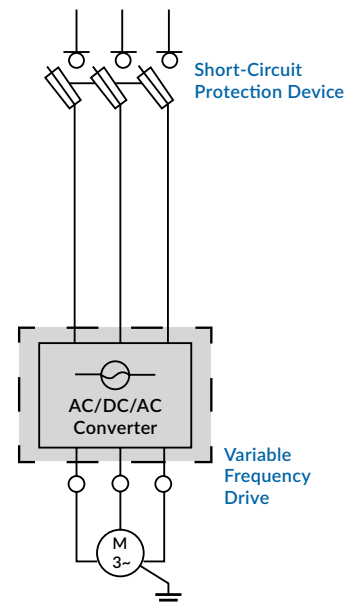 Short-Circuit
Protection Device
AC/DC/AC
Converter
Variable
Frequency
Drive
M
3~